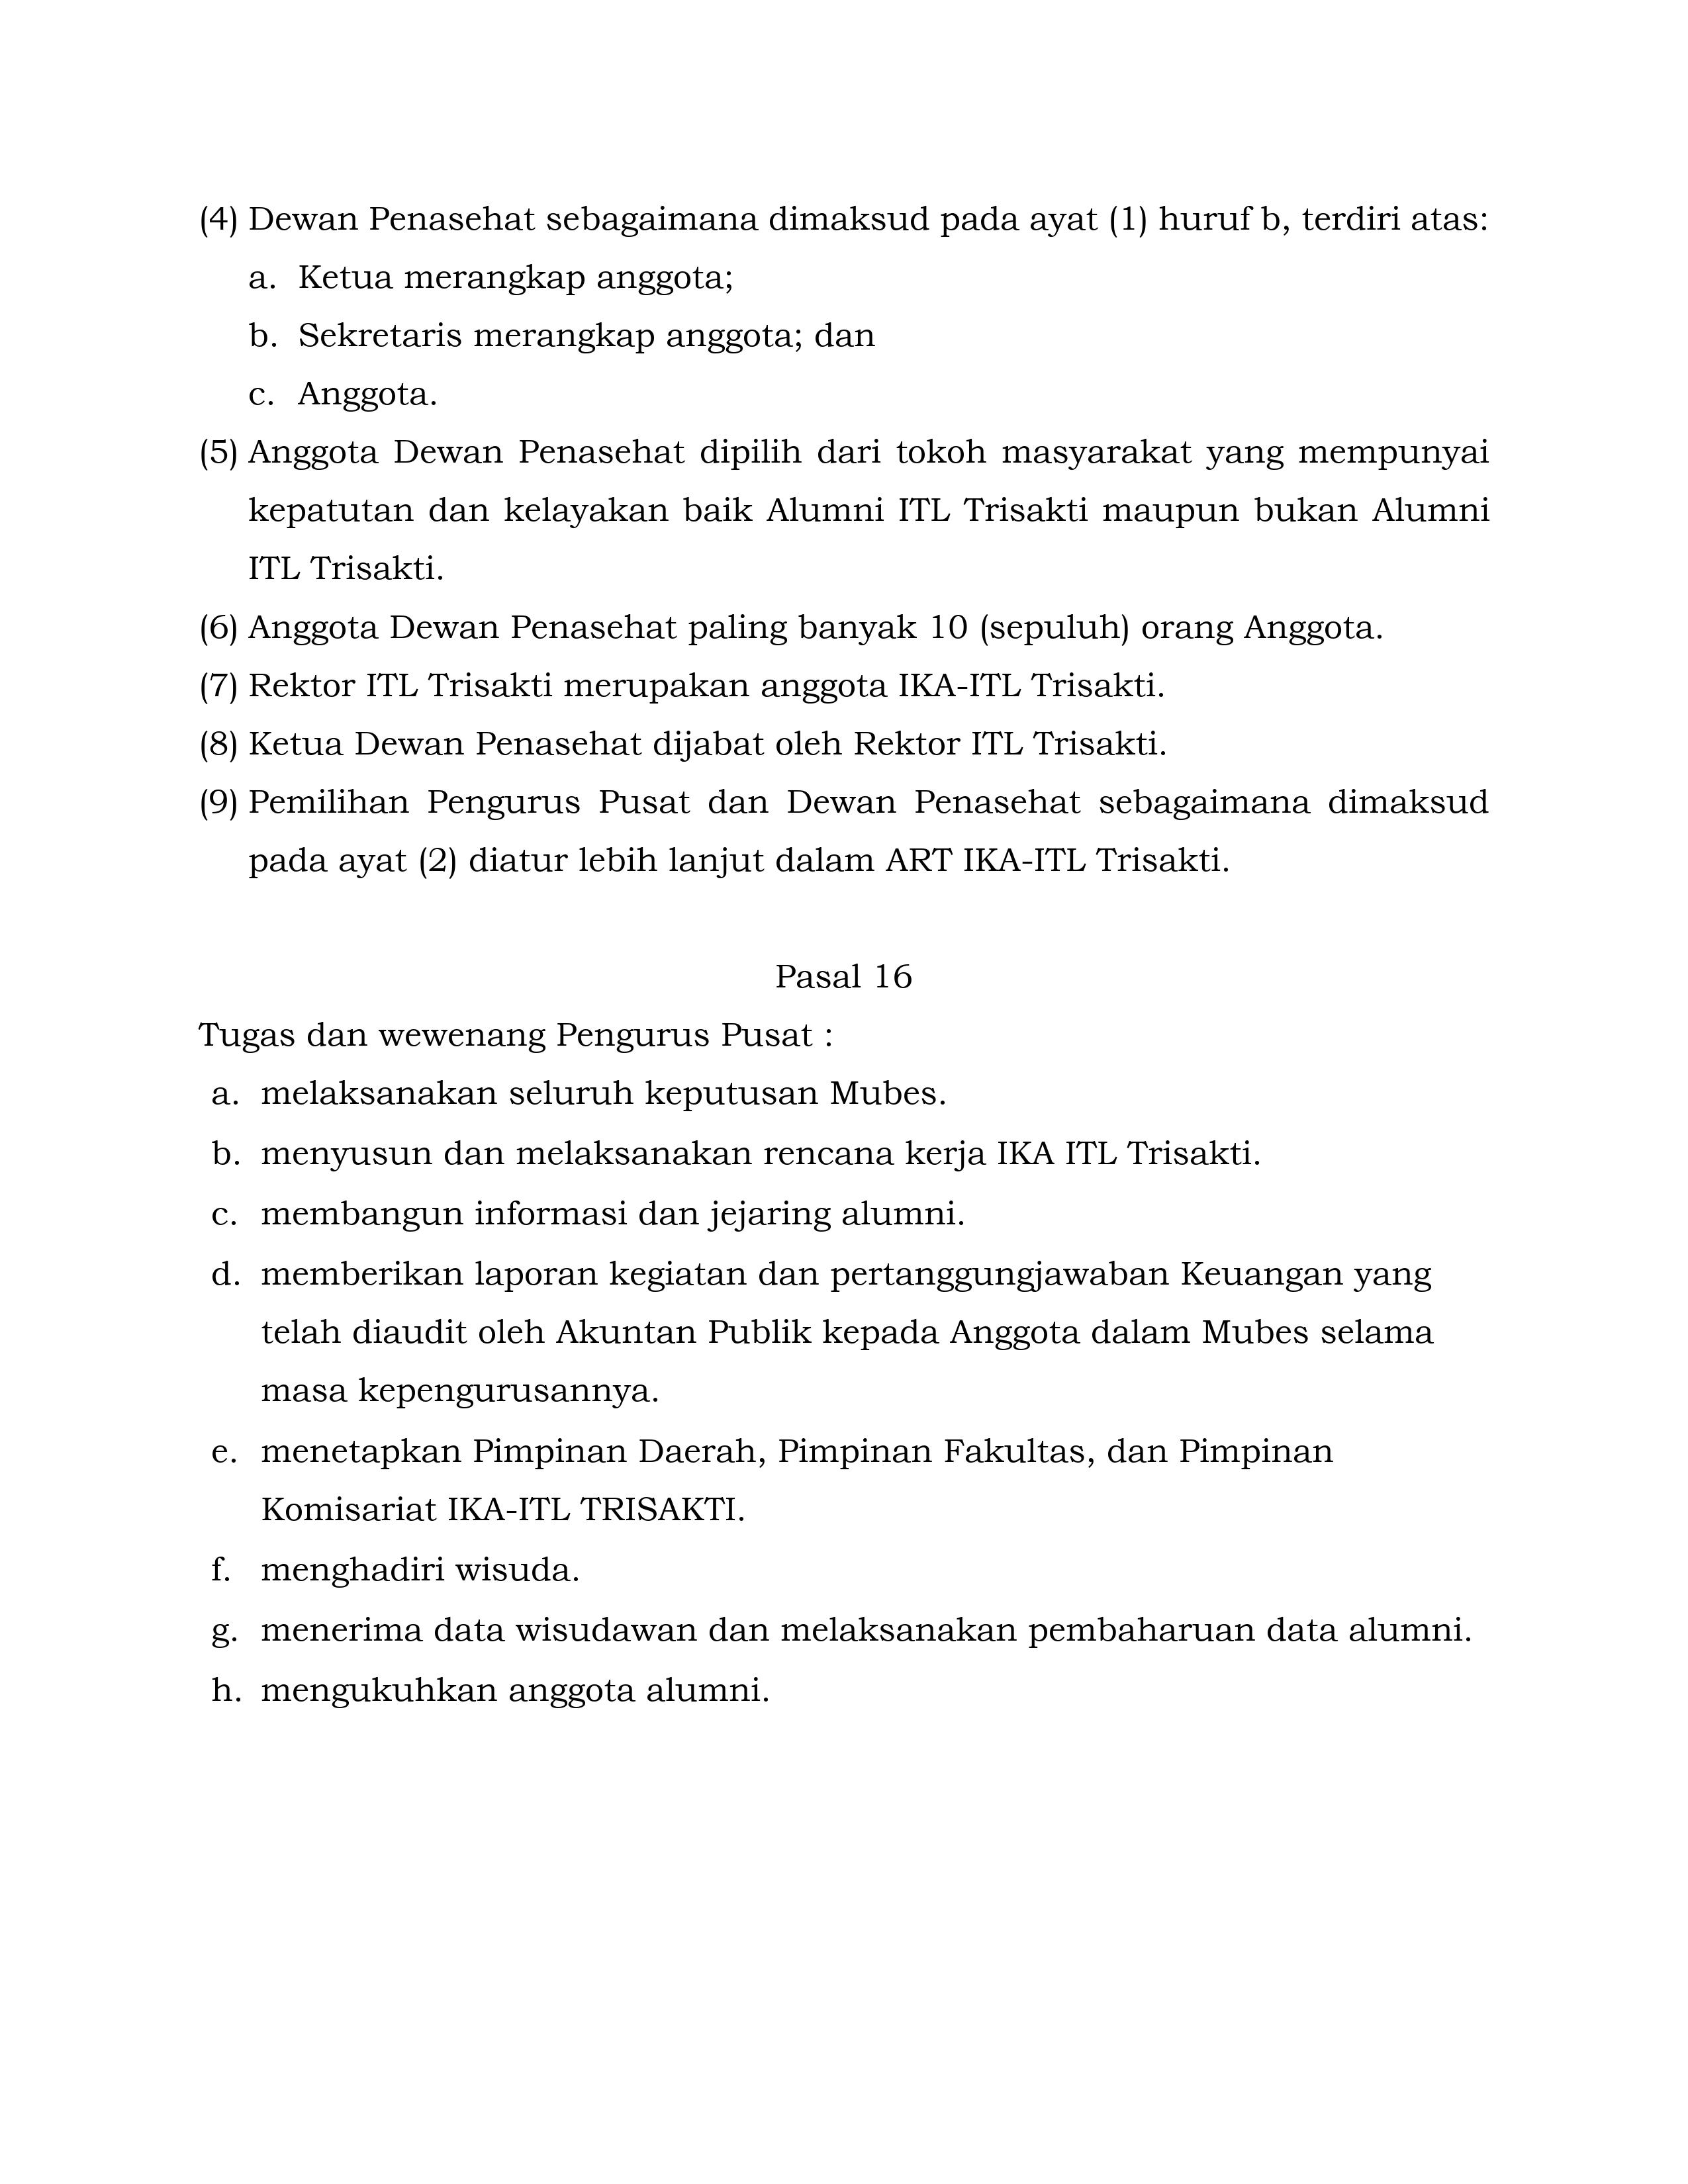 (4) Dewan Penasehat sebagaimana dimaksud pada ayat (1) huruf b, terdiri atas:
a. Ketua merangkap anggota;
b. Sekretaris merangkap anggota; dan
c. Anggota.
(5) Anggota Dewan Penasehat dipilih dari tokoh masyarakat yang mempunyai
kepatutan dan kelayakan baik Alumni ITL Trisakti maupun bukan Alumni
ITL Trisakti.
(6) Anggota Dewan Penasehat paling banyak 10 (sepuluh) orang Anggota.
(7) Rektor ITL Trisakti merupakan anggota IKA-ITL Trisakti.
(8) Ketua Dewan Penasehat dijabat oleh Rektor ITL Trisakti.
(9) Pemilihan Pengurus Pusat dan Dewan Penasehat sebagaimana dimaksud
pada ayat (2) diatur lebih lanjut dalam ART IKA-ITL Trisakti.
Pasal 16
Tugas dan wewenang Pengurus Pusat :
a. melaksanakan seluruh keputusan Mubes.
b. menyusun dan melaksanakan rencana kerja IKA ITL Trisakti.
c. membangun informasi dan jejaring alumni.
d. memberikan laporan kegiatan dan pertanggungjawaban Keuangan yang
telah diaudit oleh Akuntan Publik kepada Anggota dalam Mubes selama
masa kepengurusannya.
e. menetapkan Pimpinan Daerah, Pimpinan Fakultas, dan Pimpinan
Komisariat IKA-ITL TRISAKTI.
f. menghadiri wisuda.
g. menerima data wisudawan dan melaksanakan pembaharuan data alumni.
h. mengukuhkan anggota alumni.